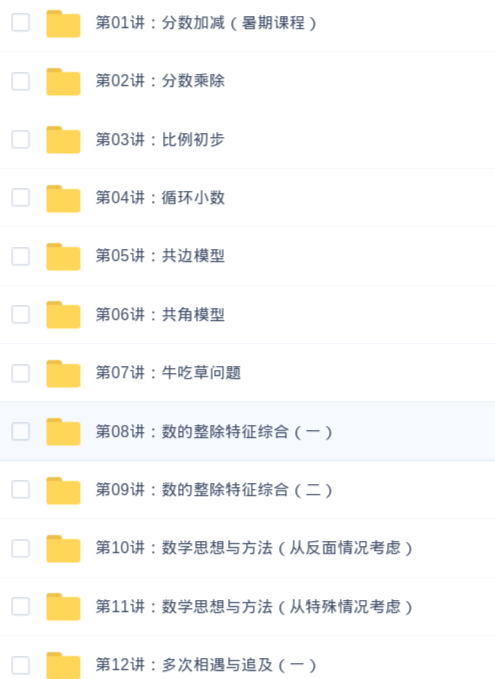 第01讲：分数加减（暑期课程）
第02讲：分数乘除
第03讲：比例初步
第04讲：循环小数
第05讲：共边模型
第06讲：共角模型
第07讲：牛吃草问题
第08讲：数的整除特征综合（一）
第09讲：数的整除特征综合（二）
第10讲：数学思想与方法（从反面情况考虑）
第11讲：数学思想与方法（从特殊情况考虑）
第12讲：多次相遇与追及（一）